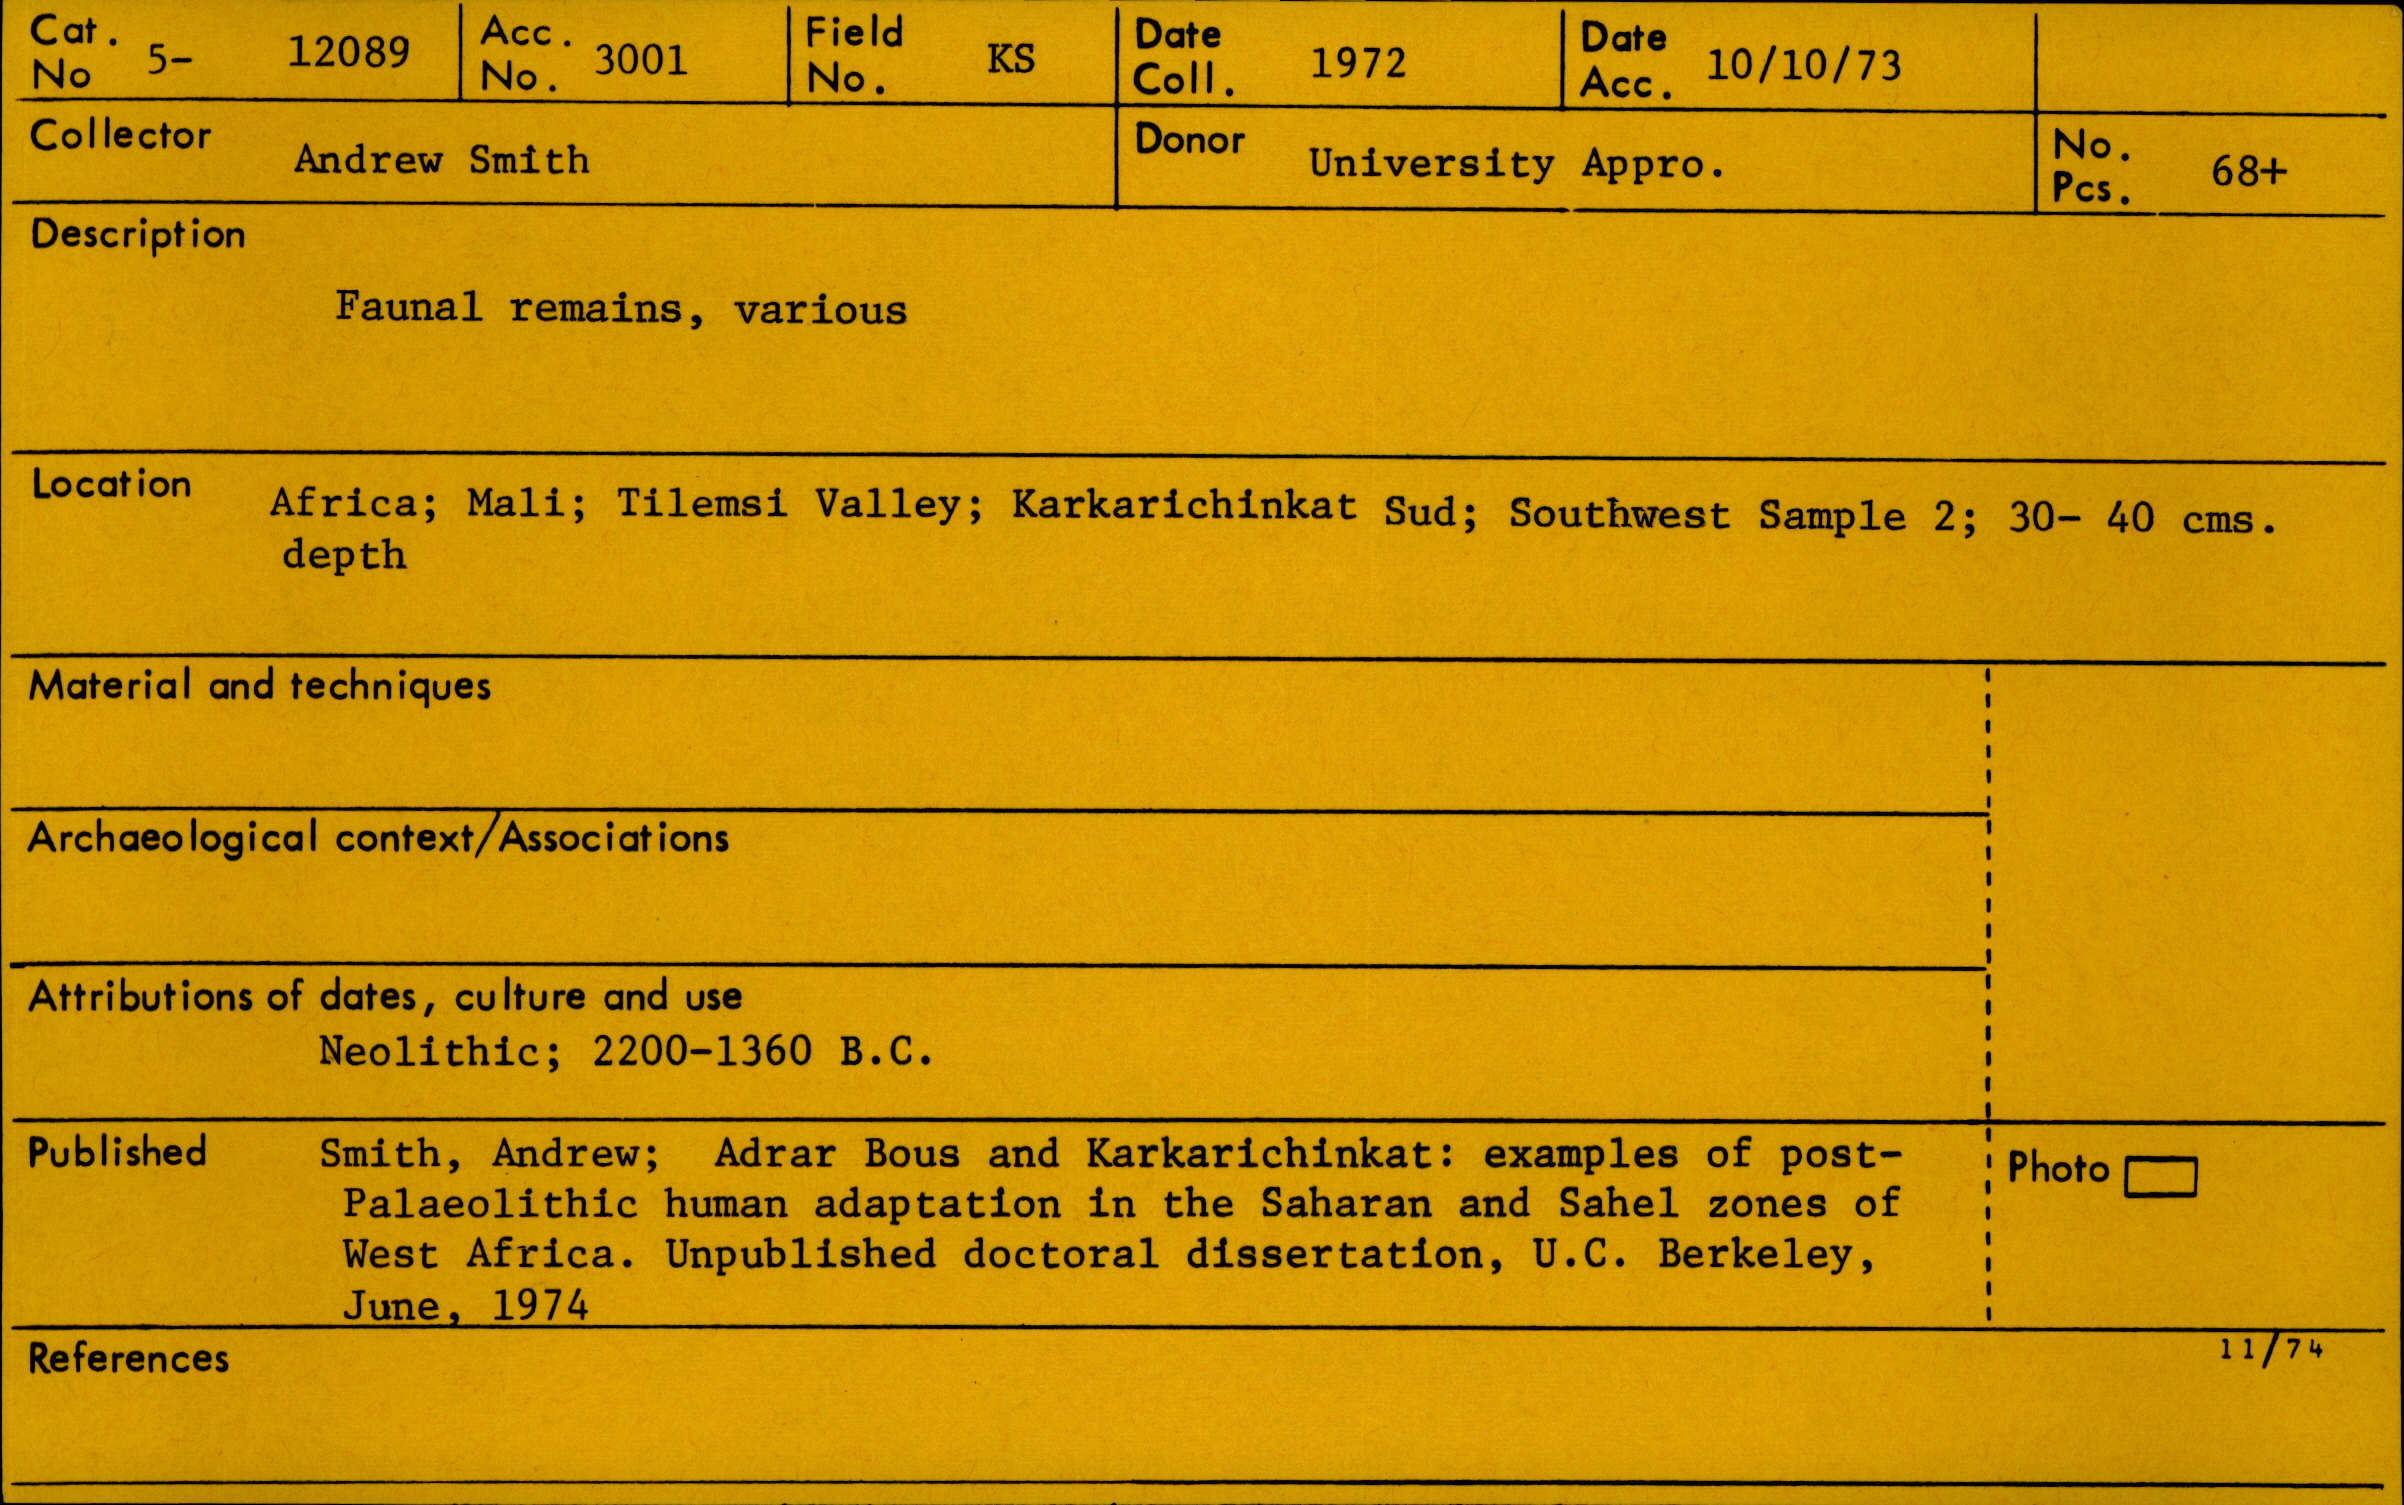 Cat. No 5- 12089 Acc. No. 3001 Field No. KS Date Coll. 1972 Date Acc. 10/10/73
Collector Andrew Smith Donor University Appro. No. Pcs. 68+
Description
Faunal remains, various
Location Africa; Mali; Tilemsi Valley; Karkarichinkat Sud; Southwest Sample 2; 30- 40 cms.
depth
Material and techniques
Archaeological context/Associations
Attributions of dates, culture and use
Neolithic; 2200-1360 B.C.
Published Smith, Andrew; Adrar Bous and Karkarichinkat: examples of post-
Palaeolithic human adaptation in the Saharan and Sahel zones of
West Africa. Unpublished doctoral dissertation, U.C. Berkeley,
June, 1974
Photo
References 11/74